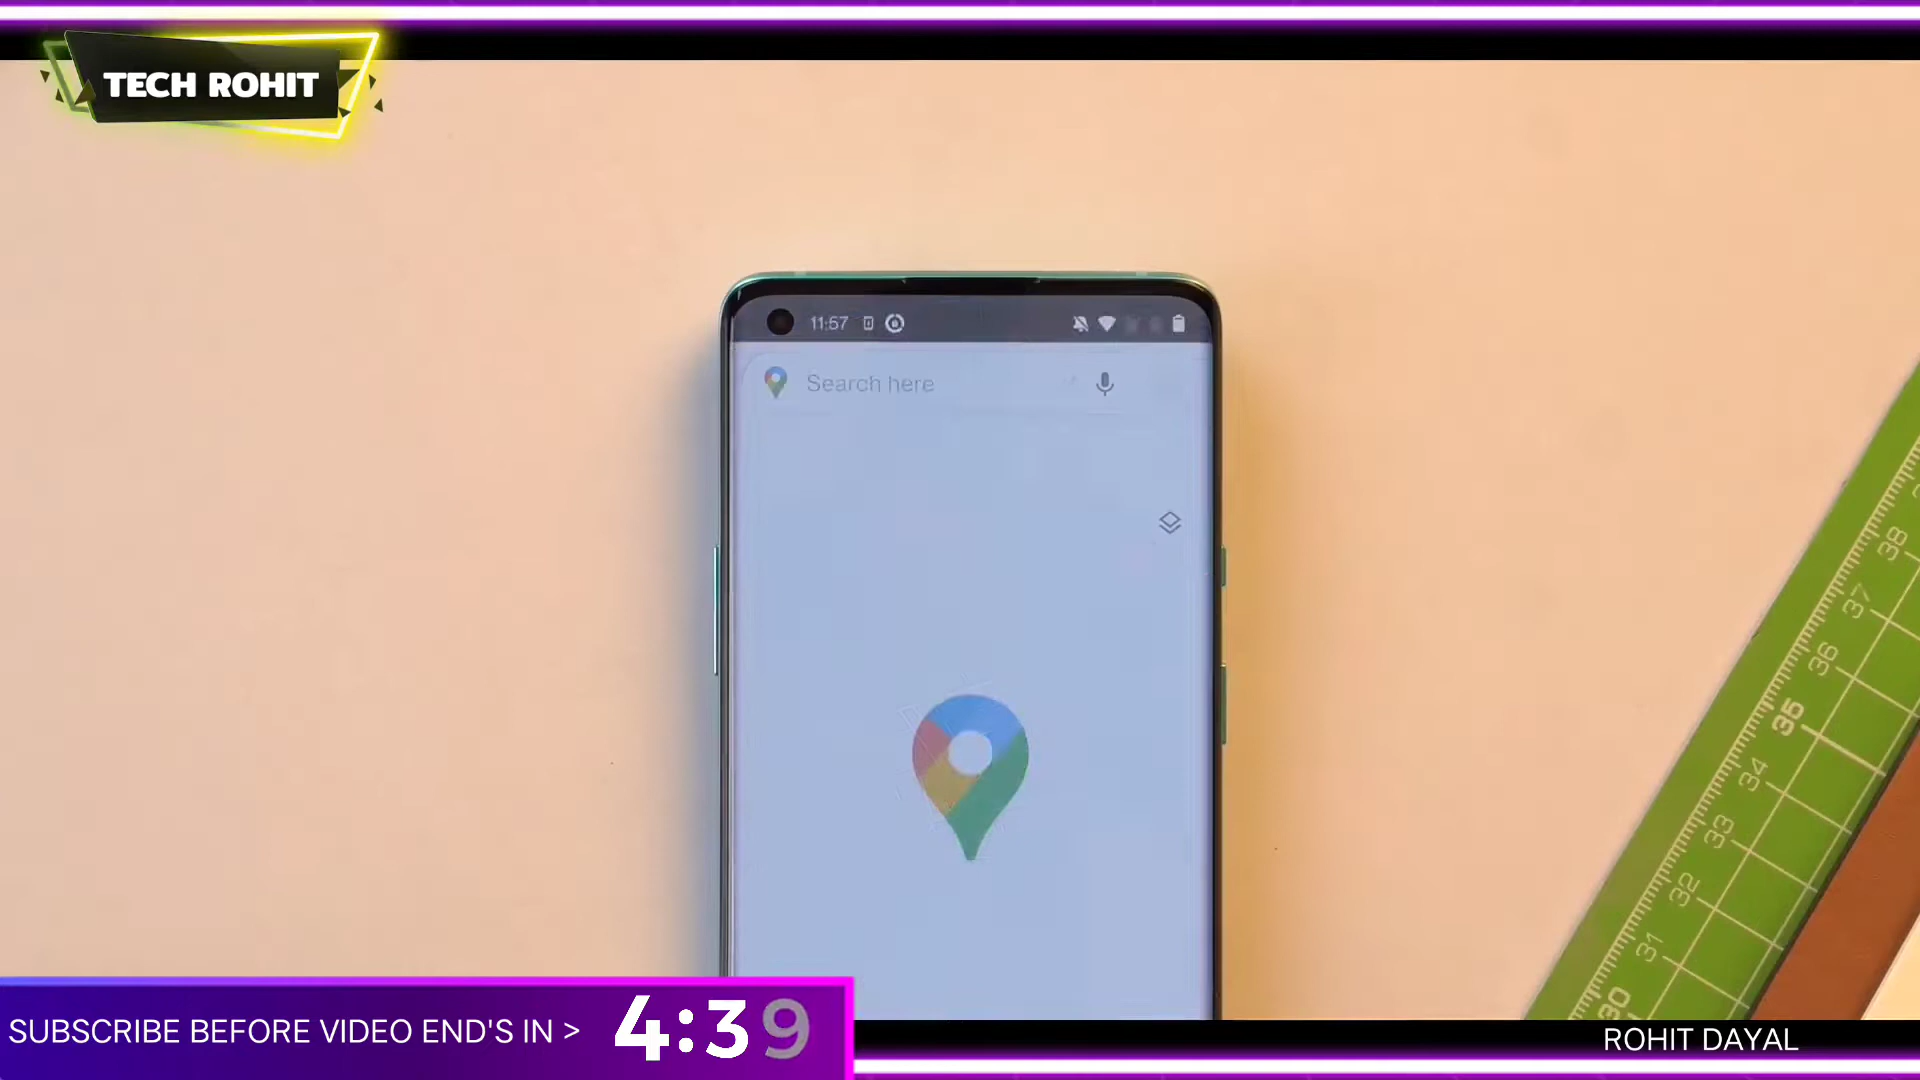 TECH ROHIT
11:57
Search here
38
37
36
35
34
33
32
31
30
SUBSCRIBE BEFORE VIDEO END'S IN > 4:39
ROHIT DAYAL